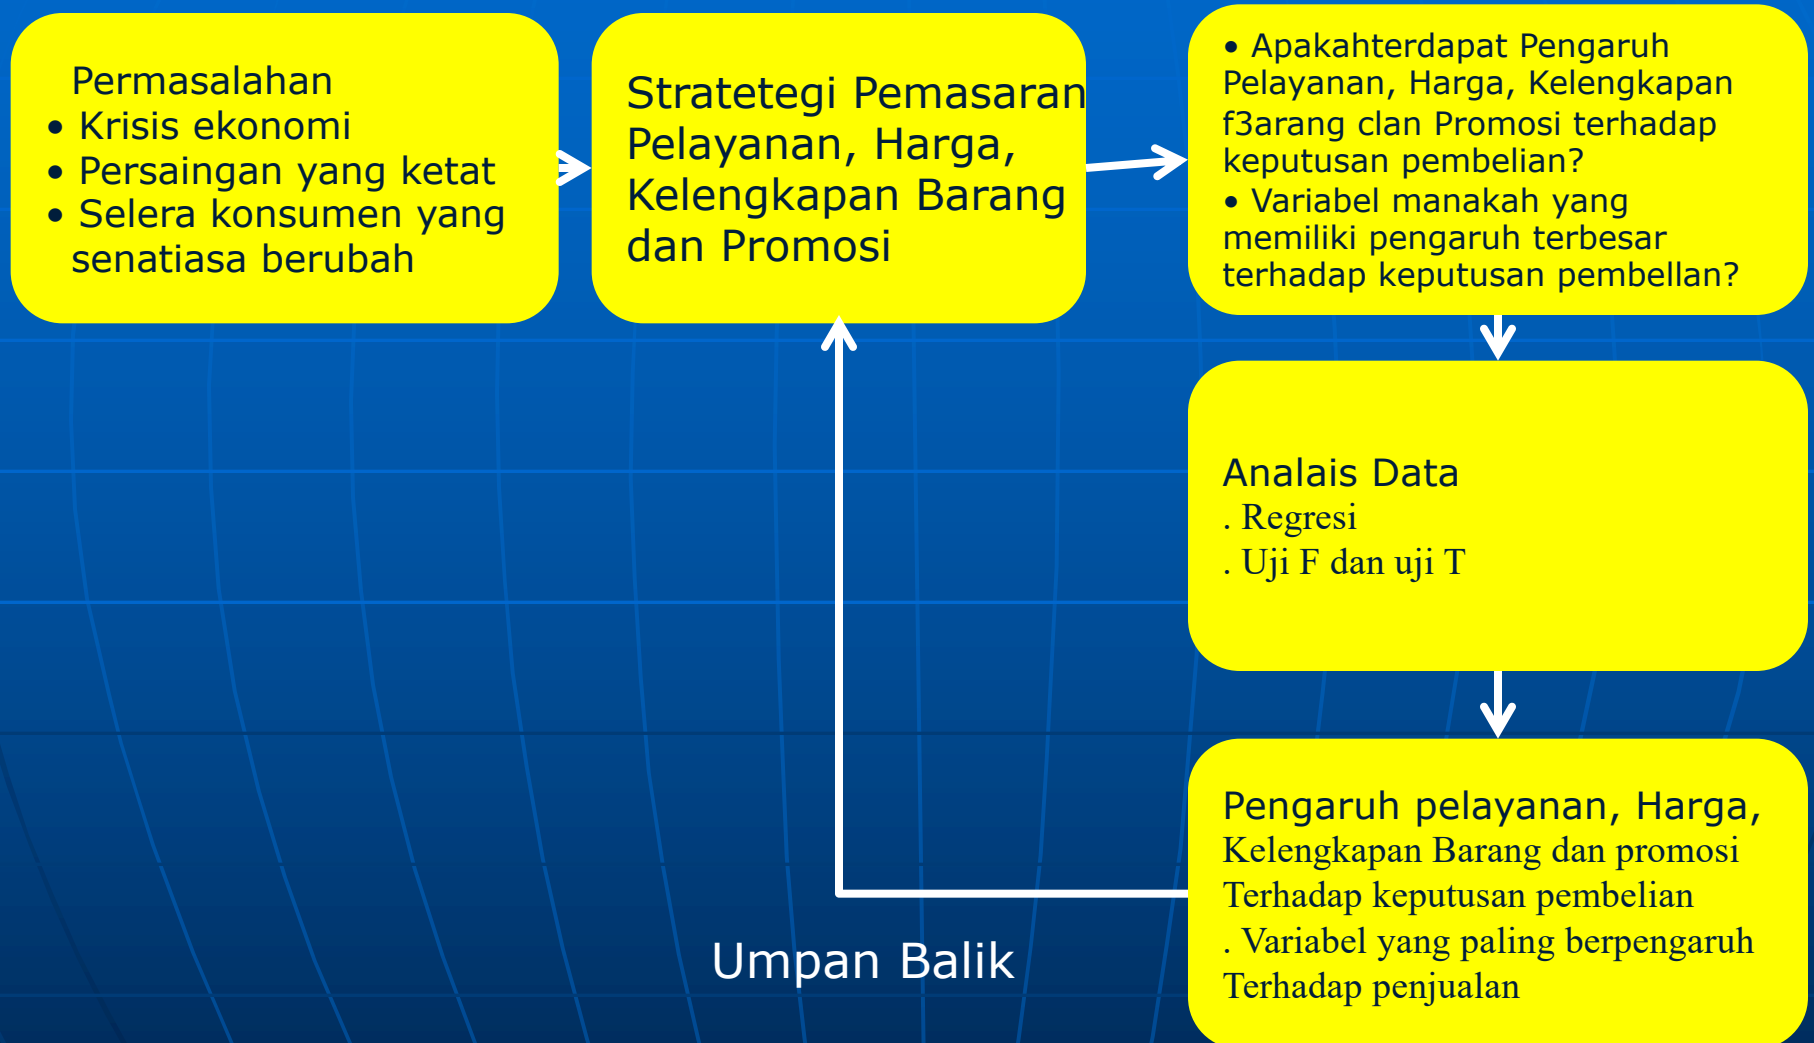 Permasalahan
• Krisis ekonomi
• Persaingan yang ketat
• Selera konsumen yang
senatiasa berubah
Stratetegi Pemasaran
Pelayanan, Harga,
Kelengkapan Barang
dan Promosi
• Apakahterdapat Pengaruh
Pelayanan, Harga, Kelengkapan
f3arang clan Promosi terhadap
keputusan pembelian?
• Variabel manakah yang
memiliki pengaruh terbesar
terhadap keputusan pembellan?
Analais Data
. Regresi
. Uji F dan uji T
Pengaruh pelayanan, Harga,
Kelengkapan Barang dan promosi
Terhadap keputusan pembelian
. Variabel yang paling berpengaruh
Terhadap penjualan
Umpan Balik